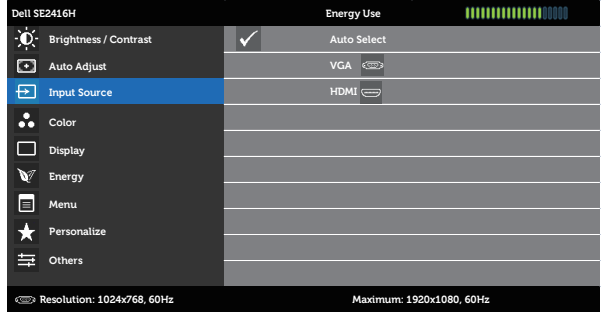 Dell SE2416H Energy Use
Brightness / Contrast Auto Select
Auto Adjust VGA
Input Source HDMI
Color
Display
Energy
Menu
Personalize
Others
Resolution: 1024x768, 60Hz Maximum: 1920x1080, 60Hz